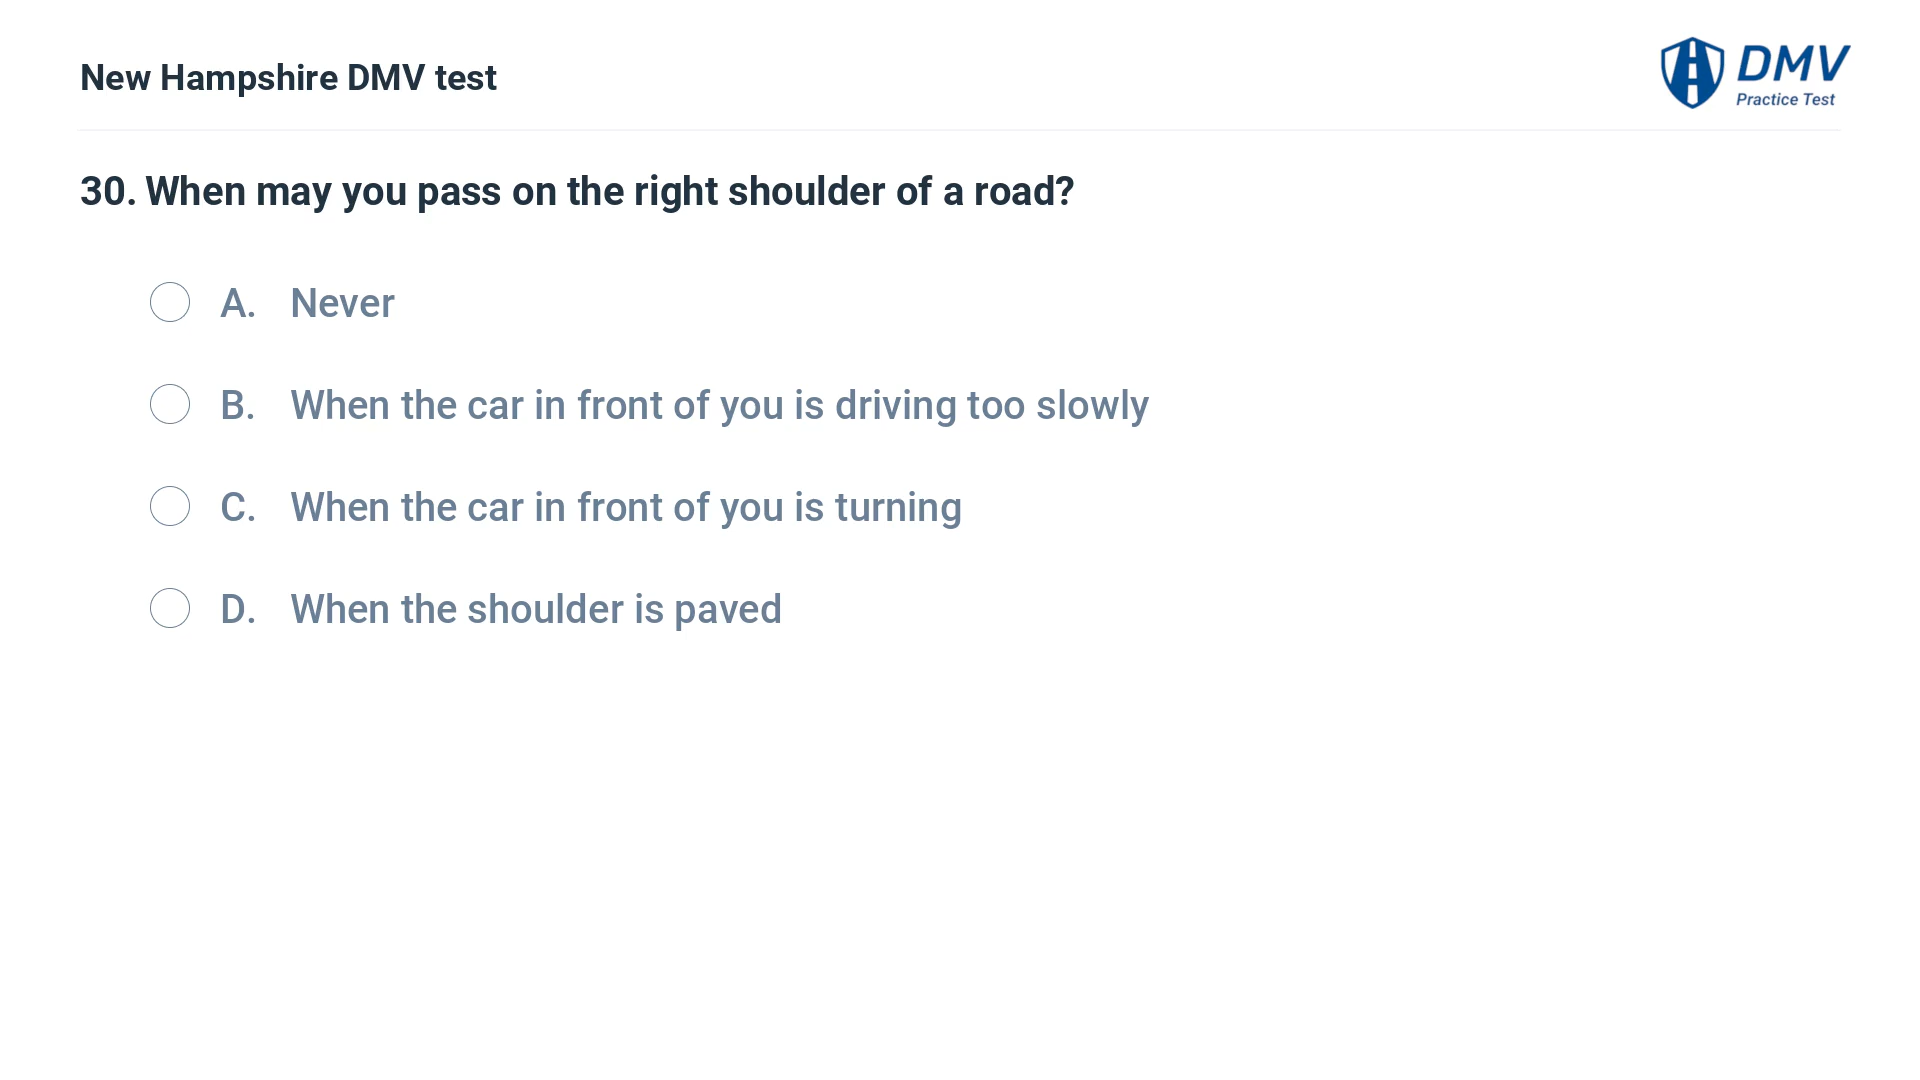 New Hampshire DMV test
DMV
Practice Test
30. When may you pass on the right shoulder of a road?
A. Never
B. When the car in front of you is driving too slowly
C. When the car in front of you is turning
D. When the shoulder is paved